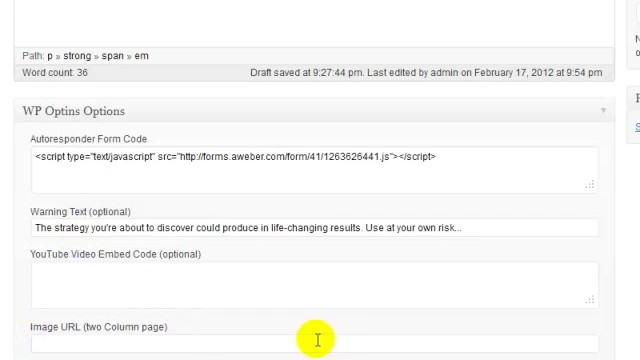 Path: p » strong » span » em
Word count: 36
Draft saved at 9:27:44 pm. Last edited by admin on February 17, 2012 at 9:54 pm
WP Optins Options
Autoresponder Form Code
<script type="text/javascript" src="http://forms.aweber.com/form/41/1263626441.js"></script>
Warning Text (optional)
The strategy you're about to discover could produce in life-changing results. Use at your own risk...
YouTube Video Embed Code (optional)
Image URL (two Column page)